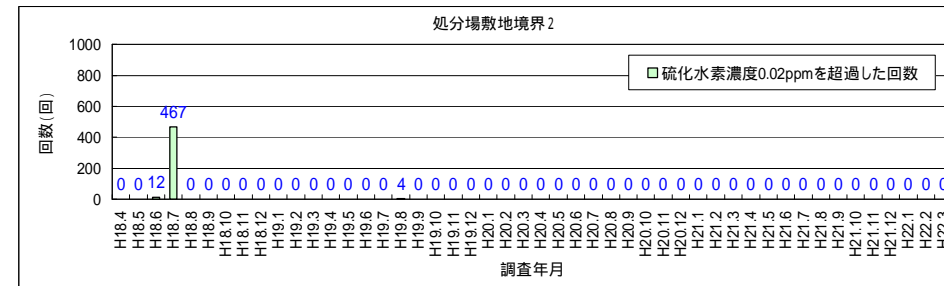 処分場敷地境界2
1000
800
600
400
200
0
回数(回)
□硫化水素濃度0.02ppmを超過した回数
0 0 12 467 0 0 0 0 0 0 0 0 0 0 0 0 4 0 0 0 0 0 0 0 0 0 0 0 0 0 0 0 0 0 0 0 0 0 0 0 0 0 0 0 0 0 0 0
H18.4 H18.5 H18.6 H18.7 H18.8 H18.9 H18.10 H18.11 H18.12 H19.1 H19.2 H19.3 H19.4 H19.5 H19.6 H19.7 H19.8 H19.9 H19.10 H19.11 H19.12 H20.1 H20.2 H20.3 H20.4 H20.5 H20.6 H20.7 H20.8 H20.9 H20.10 H20.11 H20.12 H21.1 H21.2 H21.3 H21.4 H21.5 H21.6 H21.7 H21.8 H21.9 H21.10 H21.11 H21.12 H22.1 H22.2 H22.3
調査年月